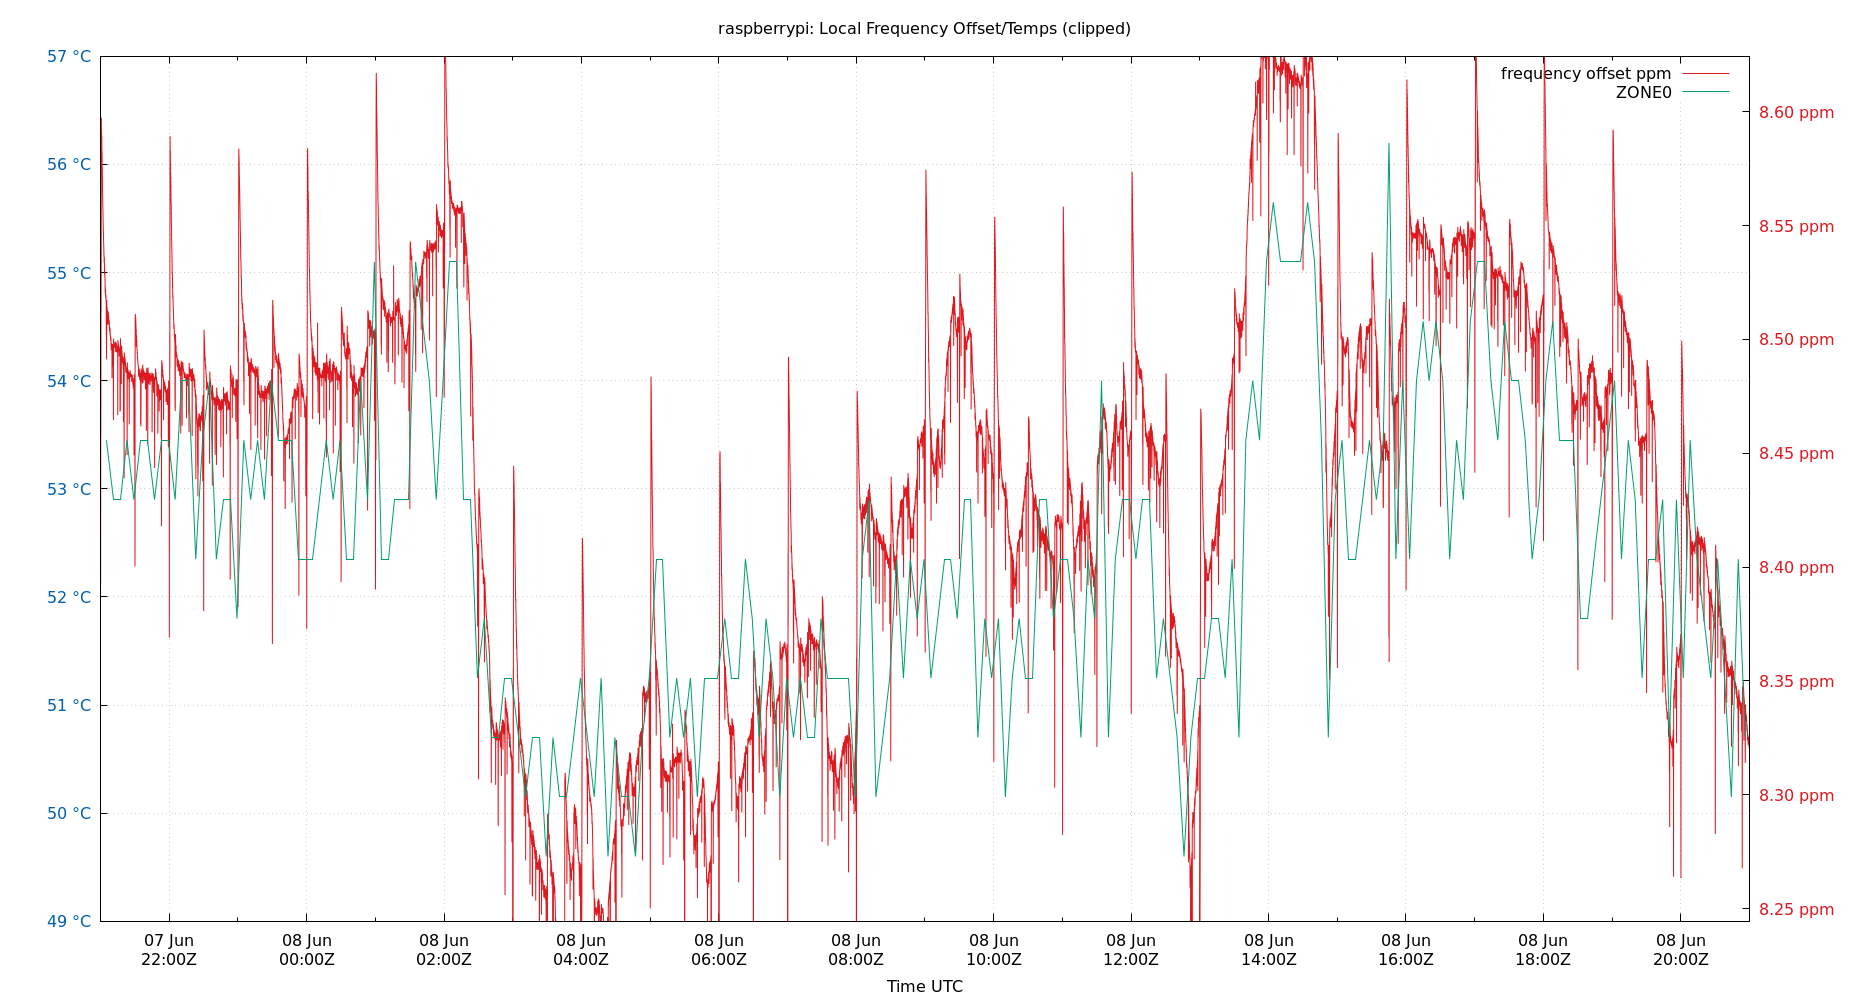 raspberrypi: Local Frequency Offset/Temps (clipped)
57 °C
56 °C
55 °C
54 °C
53 °C
52 °C
51 °C
50 °C
49 °C
frequency offset ppm
ZONE0
8.60 ppm
8.55 ppm
8.50 ppm
8.45 ppm
8.40 ppm
8.35 ppm
8.30 ppm
8.25 ppm
07 Jun
22:00Z
08 Jun
00:00Z
08 Jun
02:00Z
08 Jun
04:00Z
08 Jun
06:00Z
08 Jun
08:00Z
08 Jun
10:00Z
08 Jun
12:00Z
08 Jun
14:00Z
08 Jun
16:00Z
08 Jun
18:00Z
08 Jun
20:00Z
Time UTC